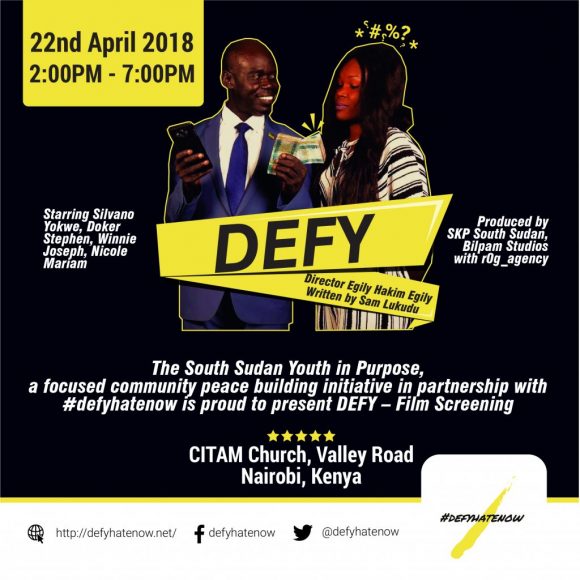 22nd April 2018
2:00PM - 7:00PM
*؟#.%?*
Starring Silvano
Yokwe, Doker
Stephen, Winnie
Joseph, Nicole
Mariam
DEFY
Director Egily Hakim Egily
Written by Sam Lukudu
Produced by
SKP South Sudan,
Bilpam Studios
with r0g_agency
The South Sudan Youth in Purpose,
a focused community peace building initiative in partnership with
#defyhatenow is proud to present DEFY – Film Screening
CITAM Church, Valley Road
Nairobi, Kenya
#DEFYHATENOW
http://defyhatenow.net/
defyhatenow
@defyhatenow